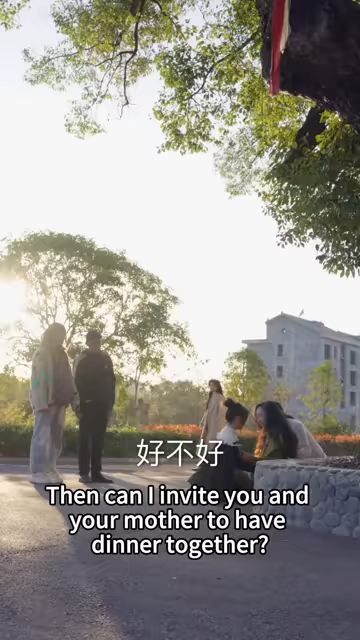 好不好
Then can I invite you and
your mother to have
dinner together?